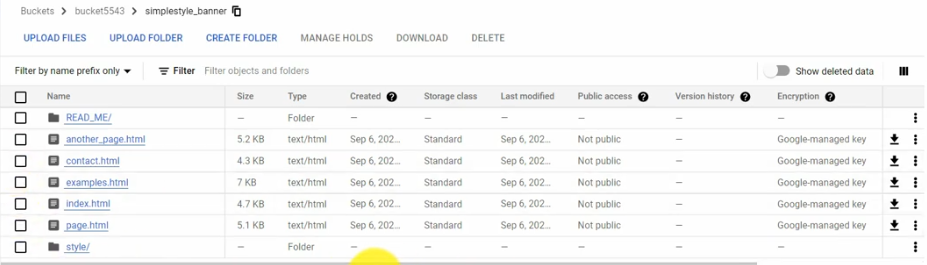 Buckets > bucket5543 > simplestyle_banner
UPLOAD FILES UPLOAD FOLDER CREATE FOLDER MANAGE HOLDS DOWNLOAD DELETE
Filter by name prefix only Filter Filter objects and folders Show deleted data
Name Size Type Created Storage class Last modified Public access Version history Encryption
READ_ME/ — Folder — — — — — —
another_page.html 5.2 KB text/html Sep 6, 202... Standard Sep 6, 202... Not public — Google-managed key
contact.html 4.3 KB text/html Sep 6, 202... Standard Sep 6, 202... Not public — Google-managed key
examples.html 7 KB text/html Sep 6, 202... Standard Sep 6, 202... Not public — Google-managed key
index.html 4.7 KB text/html Sep 6, 202... Standard Sep 6, 202... Not public — Google-managed key
page.html 5.1 KB text/html Sep 6, 202... Standard Sep 6, 202... Not public — Google-managed key
style/ — Folder — — — — — —